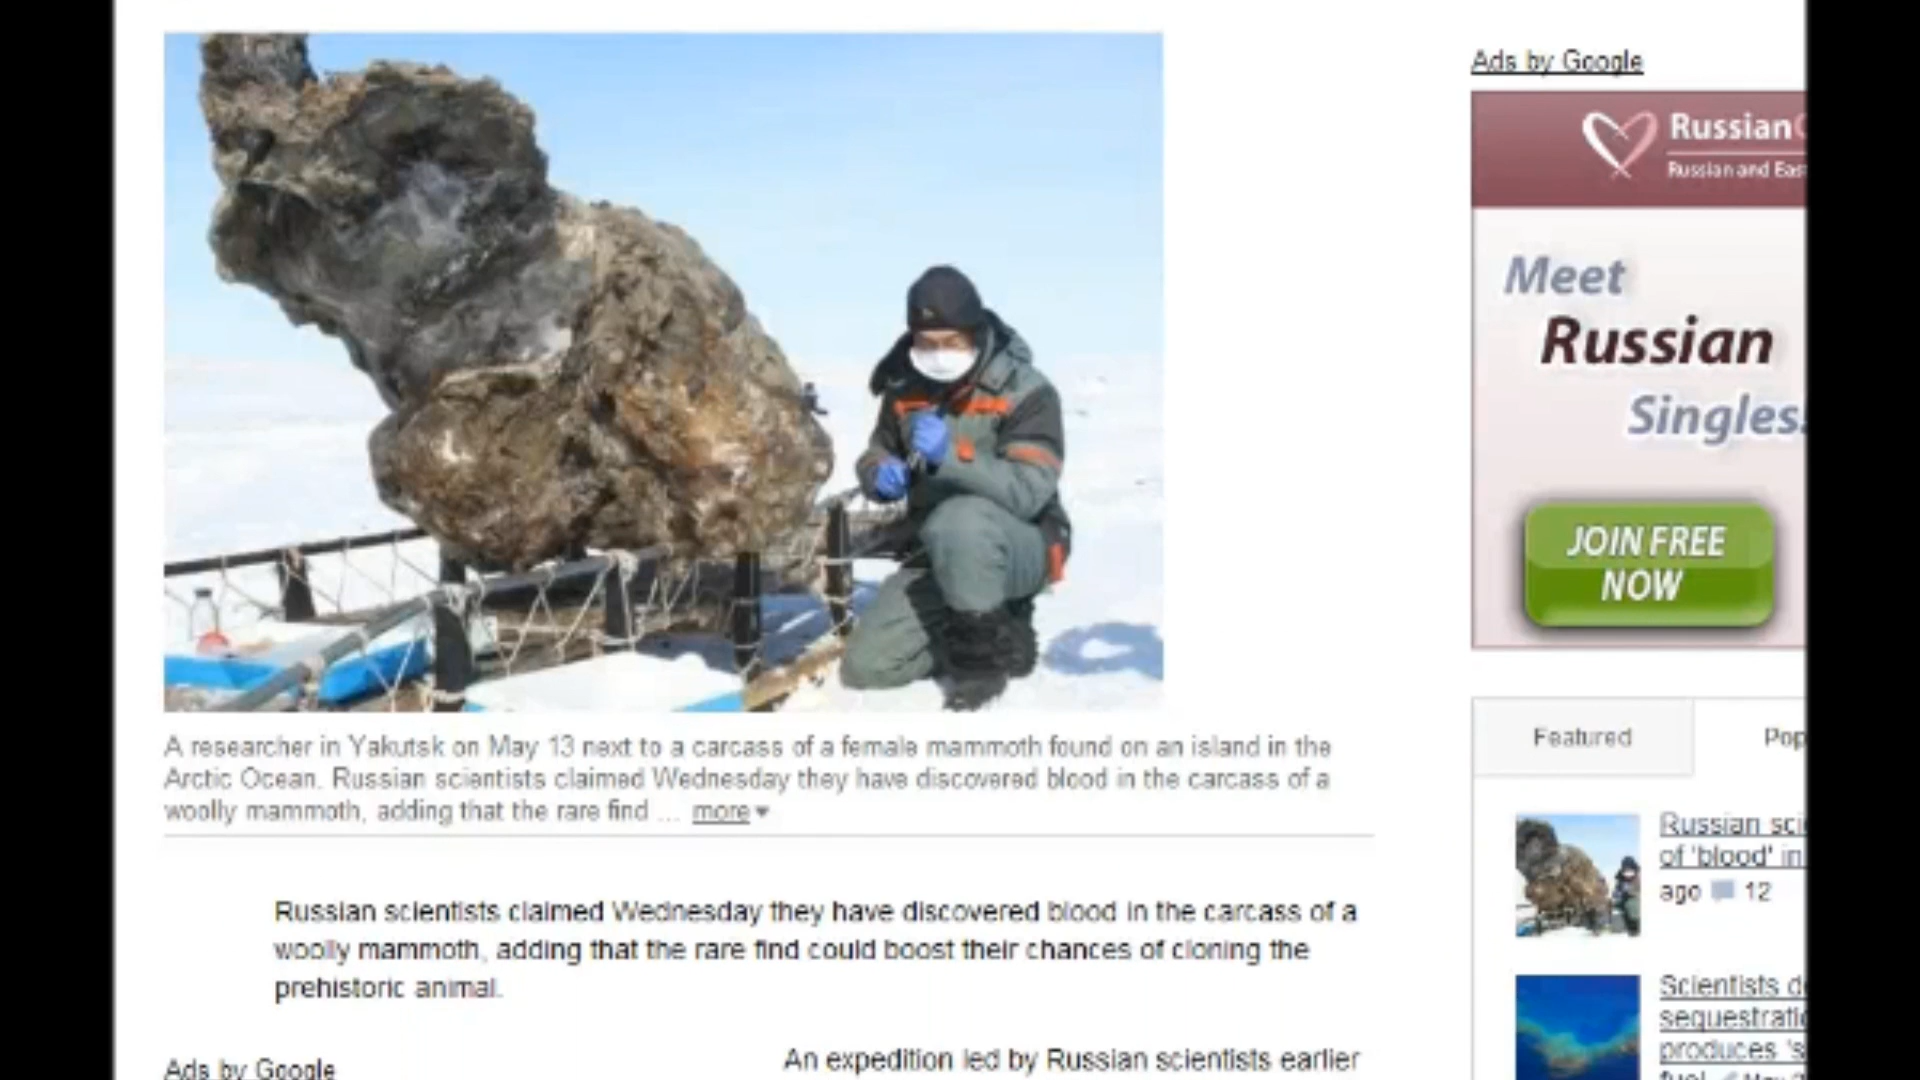 A researcher in Yakutsk on May 13 next to a carcass of a female mammoth found on an island in the
Arctic Ocean. Russian scientists claimed Wednesday they have discovered blood in the carcass of a
woolly mammoth, adding that the rare find ... more
Russian scientists claimed Wednesday they have discovered blood in the carcass of a
woolly mammoth, adding that the rare find could boost their chances of cloning the
prehistoric animal.
Ads by Google
An expedition led by Russian scientists earlier
Ads by Google
Russian
Russian and
Meet
Russian
Singles!
JOIN FREE
NOW
Featured
Russian
of 'blood' in
ago 12
Scientists
produces